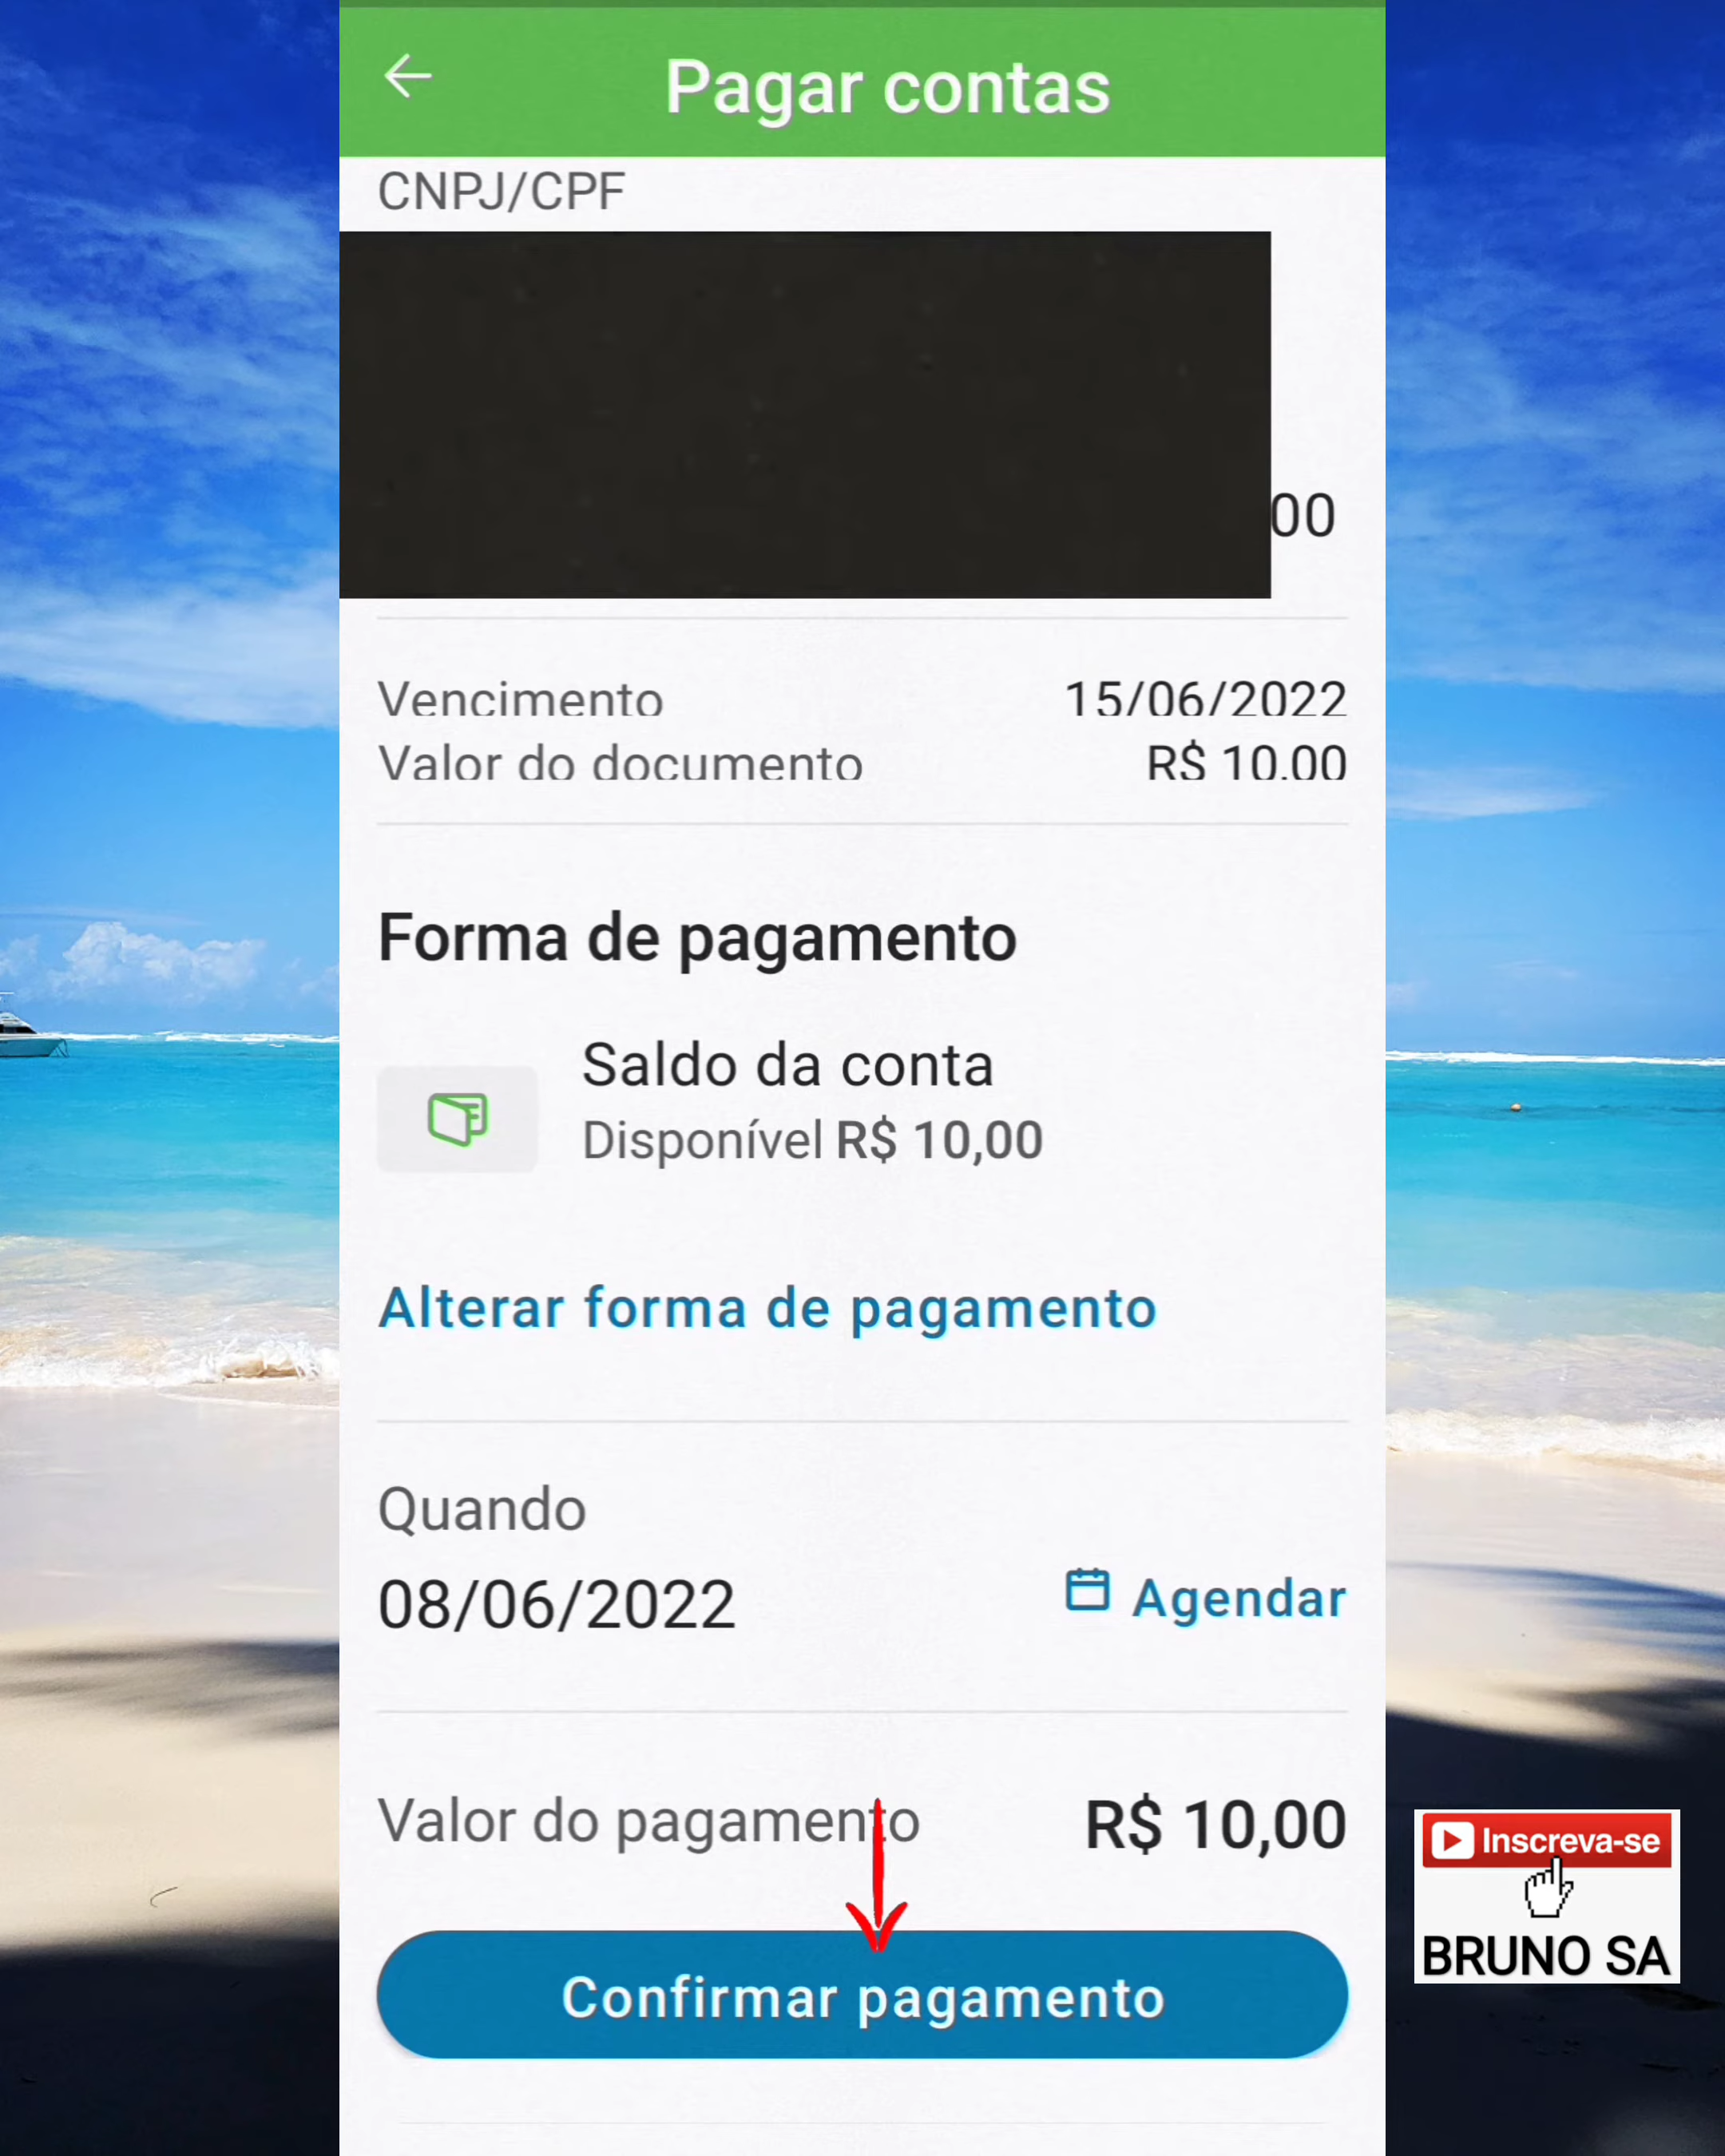 Pagar contas
CNPJ/CPF
00
Vencimento 15/06/2022
Valor do documento R$ 10,00
Forma de pagamento
Saldo da conta
Disponível R$ 10,00
Alterar forma de pagamento
Quando
08/06/2022 Agendar
Valor do pagamento R$ 10,00
Inscreva-se
BRUNO SA
Confirmar pagamento